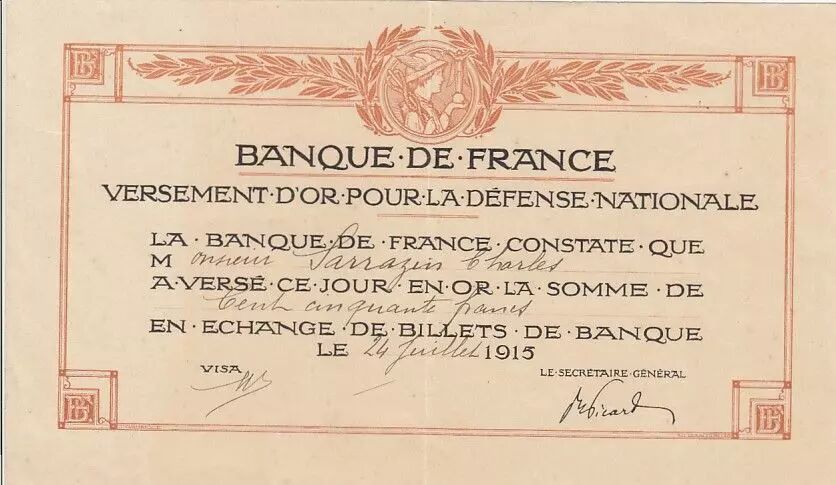 BANQUE·DE·FRANCE
VERSEMENT·D'OR·POUR·LA·DÉFENSE·NATIONALE
LA·BANQUE·DE·FRANCE·CONSTATE·QUE
Monsieur Sarrazin Charles
A·VERSÉ·CE·JOUR·EN·OR·LA·SOMME·DE
Cent cinquante francs
EN·ECHANGE·DE·BILLETS·DE·BANQUE
LE 24 Juillet 1915
VISA
LE·SECRÉTAIRE·GÉNÉRAL
Picard